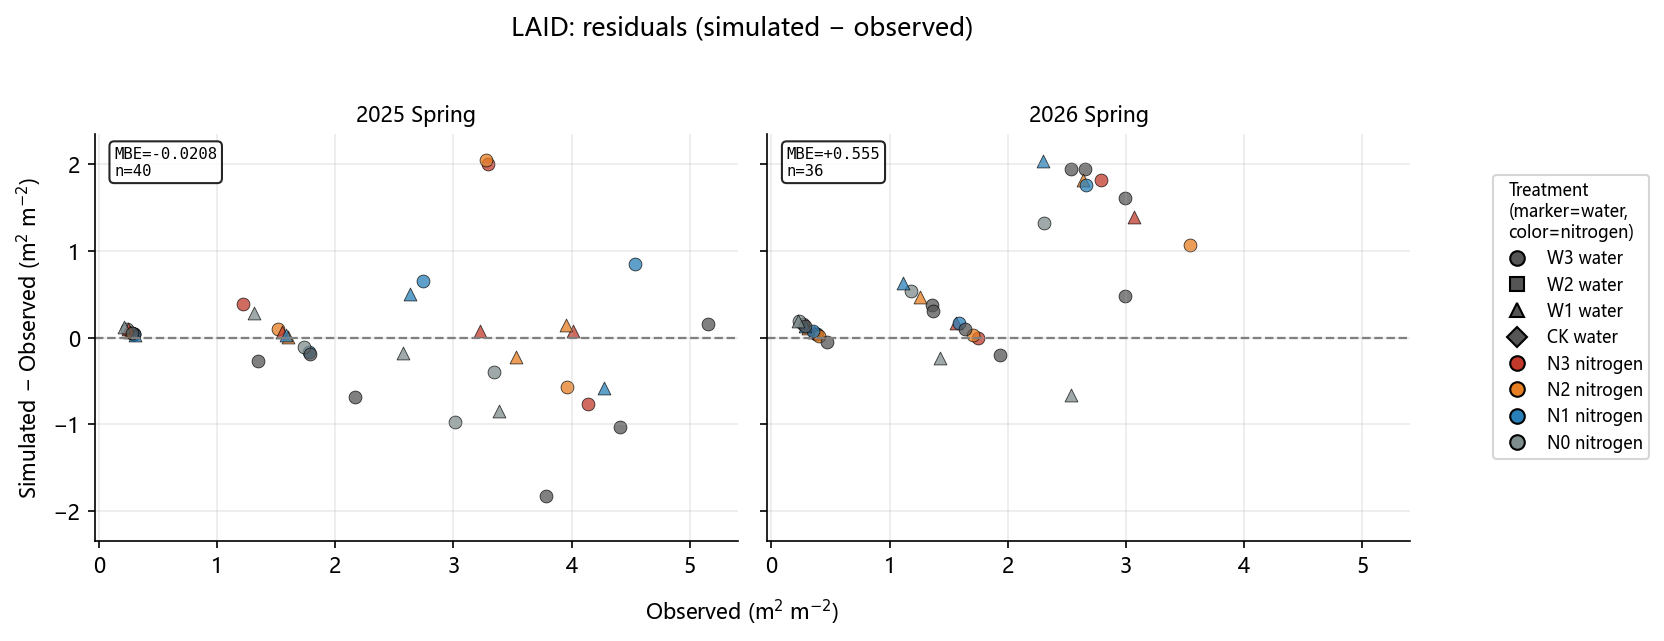 LAID: residuals (simulated − observed)
2025 Spring
2026 Spring
MBE=-0.0208
n=40
MBE=+0.555
n=36
Simulated − Observed (m² m⁻²)
2
1
0
−1
−2
0 1 2 3 4 5
0 1 2 3 4 5
Observed (m² m⁻²)
Treatment
(marker=water,
color=nitrogen)
W3 water
W2 water
W1 water
CK water
N3 nitrogen
N2 nitrogen
N1 nitrogen
N0 nitrogen